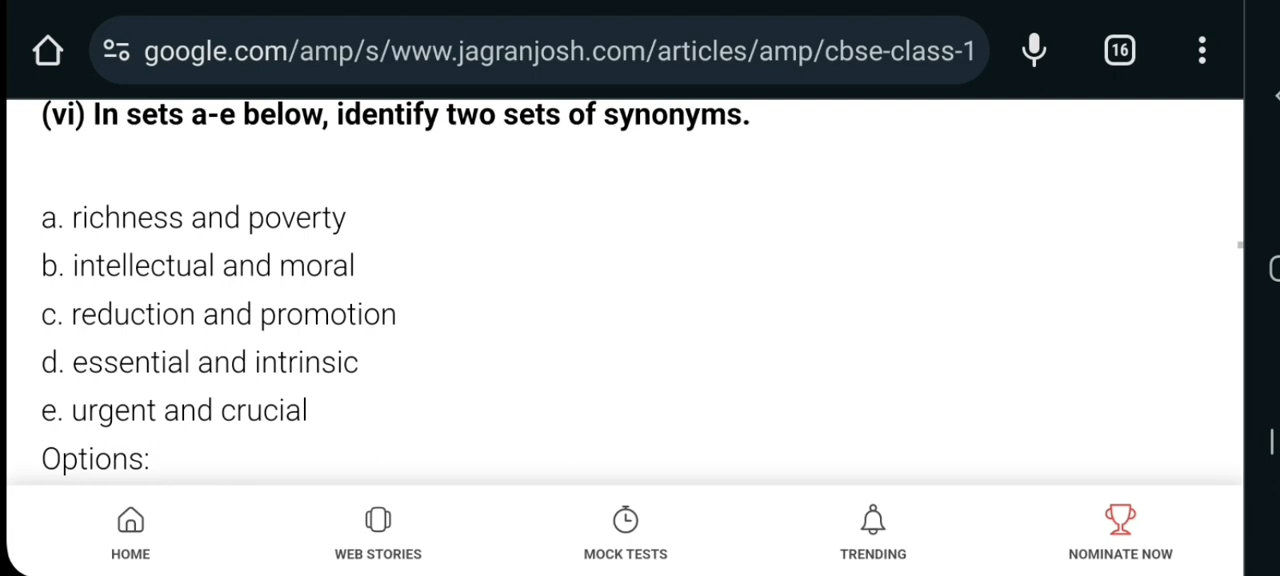 google.com/amp/s/www.jagranjosh.com/articles/amp/cbse-class-1
16
(vi) In sets a-e below, identify two sets of synonyms.
a. richness and poverty
b. intellectual and moral
c. reduction and promotion
d. essential and intrinsic
e. urgent and crucial
Options:
HOME WEB STORIES MOCK TESTS TRENDING NOMINATE NOW